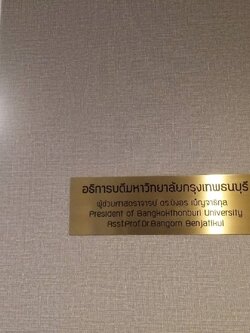 อธิการบดีมหาวิทยาลัยกรุงเทพธนบุรี
ผู้ช่วยศาสตราจารย์ ดร.บังอร เบ็ญจาธิกุล
President of Bangkokthonburi University
Asst.Prof.Dr.Bangorn Benjatikul